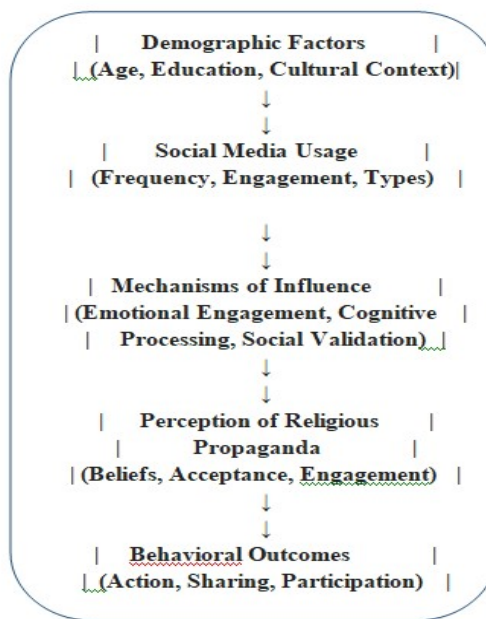 | Demographic Factors |
| (Age, Education, Cultural Context)|
↓
↓
| Social Media Usage |
| (Frequency, Engagement, Types) |
↓
↓
| Mechanisms of Influence |
| (Emotional Engagement, Cognitive |
| Processing, Social Validation) |
↓
↓
| Perception of Religious |
| Propaganda |
| (Beliefs, Acceptance, Engagement) |
↓
↓
| Behavioral Outcomes |
| (Action, Sharing, Participation) |